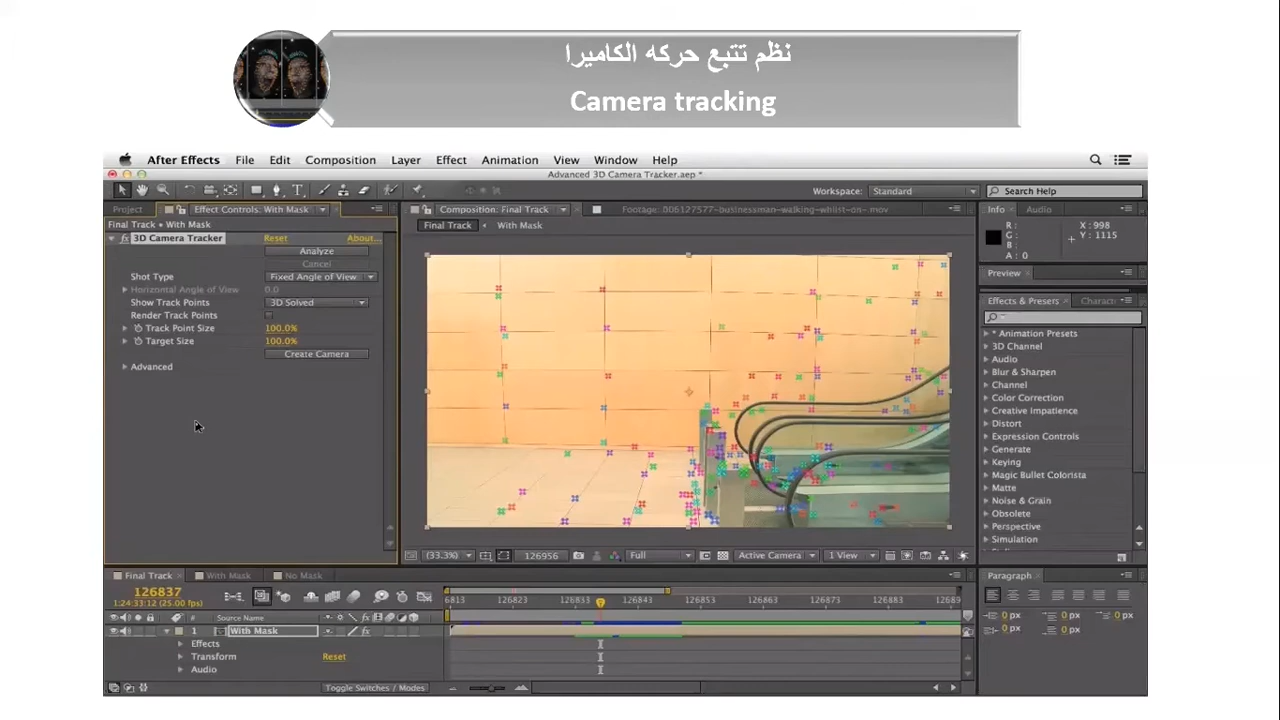 نظم تتبع حركه الكاميرا
Camera tracking
After Effects File Edit Composition Layer Effect Animation View Window Help
Advanced 3D Camera Tracker.aep *
Workspace: Standard Search Help
Project Effect Controls: With Mask Composition: Final Track Footage: 006127577-businessman-walking-whilst-on-.mov Info Audio
Final Track • With Mask
Final Track With Mask
fx 3D Camera Tracker Reset About...
Analyze
Cancel
Shot Type Fixed Angle of View
Horizontal Angle of View 0.0
Show Track Points 3D Solved
Render Track Points
Track Point Size 100.0%
Target Size 100.0%
Create Camera
Advanced
R:
G:
B:
A: 0
X: 998
Y: 1115
Preview
Effects & Presets Charact
* Animation Presets
3D Channel
Audio
Blur & Sharpen
Channel
Color Correction
Creative Impatience
Distort
Expression Controls
Generate
Keying
Magic Bullet Colorista
Matte
Noise & Grain
Obsolete
Perspective
Simulation
(33.3%) 126956 Full Active Camera 1 View
Final Track With Mask No Mask
Paragraph
126837
1:24:33:12 (25.00 fps)
6813 126823 126833 126843 126853 126863 126873 126883 12689
# Source Name
1 With Mask
Effects
Transform Reset
Audio
Toggle Switches / Modes
0 px 0 px 0 px
0 px 0 px